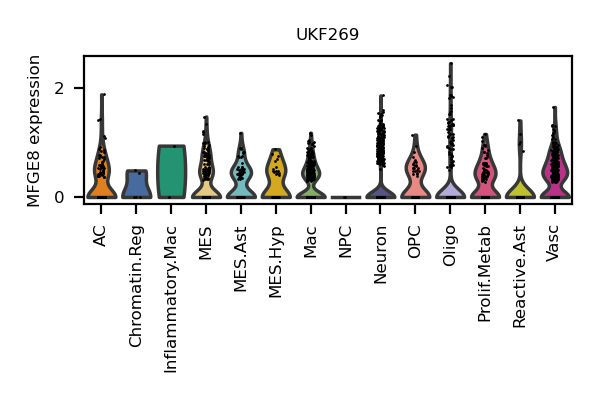 UKF269
MFGE8 expression
2
0
AC
Chromatin.Reg
Inflammatory.Mac
MES
MES.Ast
MES.Hyp
Mac
NPC
Neuron
OPC
Oligo
Prolif.Metab
Reactive.Ast
Vasc